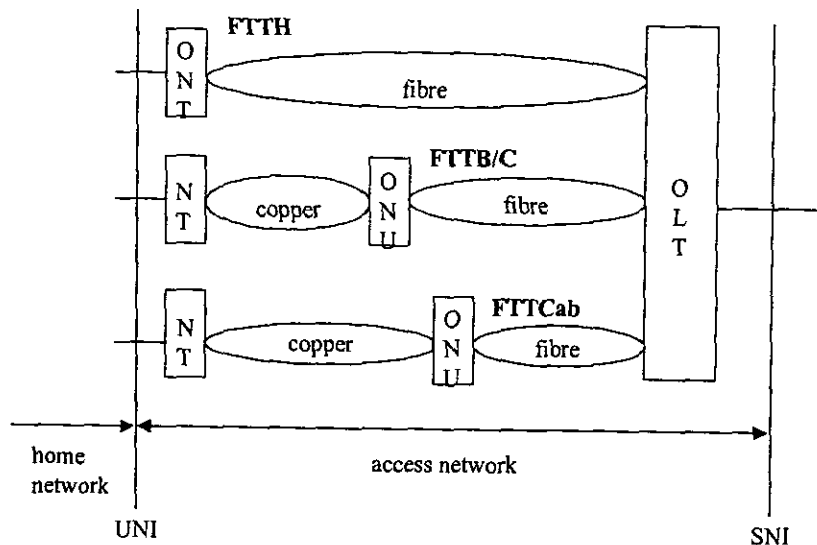 FTTH
O
N
T
fibre
FTTB/C
N
T
copper
O
N
U
fibre
O
L
T
FTTCab
N
T
copper
O
N
U
fibre
home
network
access network
UNI
SNI